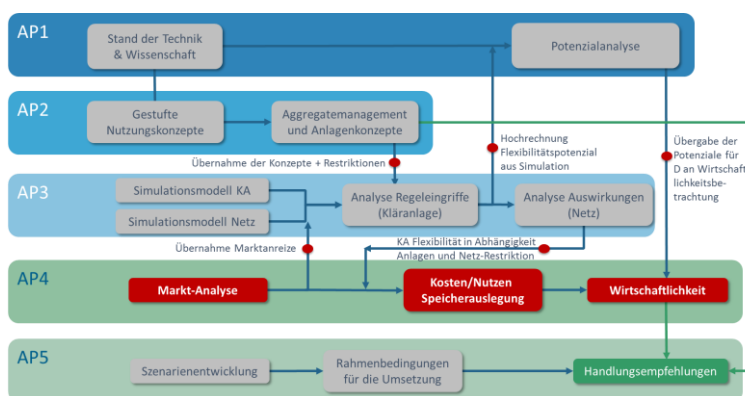 AP1
Stand der Technik
& Wissenschaft
Potenzialanalyse
AP2
Gestufte
Nutzungskonzepte
Aggregatemanagement
und Anlagenkonzepte
Hochrechnung
Flexibilitätspotenzial
aus Simulation
Übergabe der
Potenziale für
D an Wirtschaft
lichkeitsbe-
trachtung
Übernahme der Konzepte + Restriktionen
AP3
Simulationsmodell KA
Simulationsmodell Netz
Analyse Regeleingriffe
(Kläranlage)
Analyse Auswirkungen
(Netz)
Übernahme Marktanreize
KA Flexibilität in Abhängigkeit
Anlagen und Netz-Restriktion
AP4
Markt-Analyse
Kosten/Nutzen
Speicherauslegung
Wirtschaftlichkeit
AP5
Szenarienentwicklung
Rahmenbedingungen
für die Umsetzung
Handlungsempfehlungen